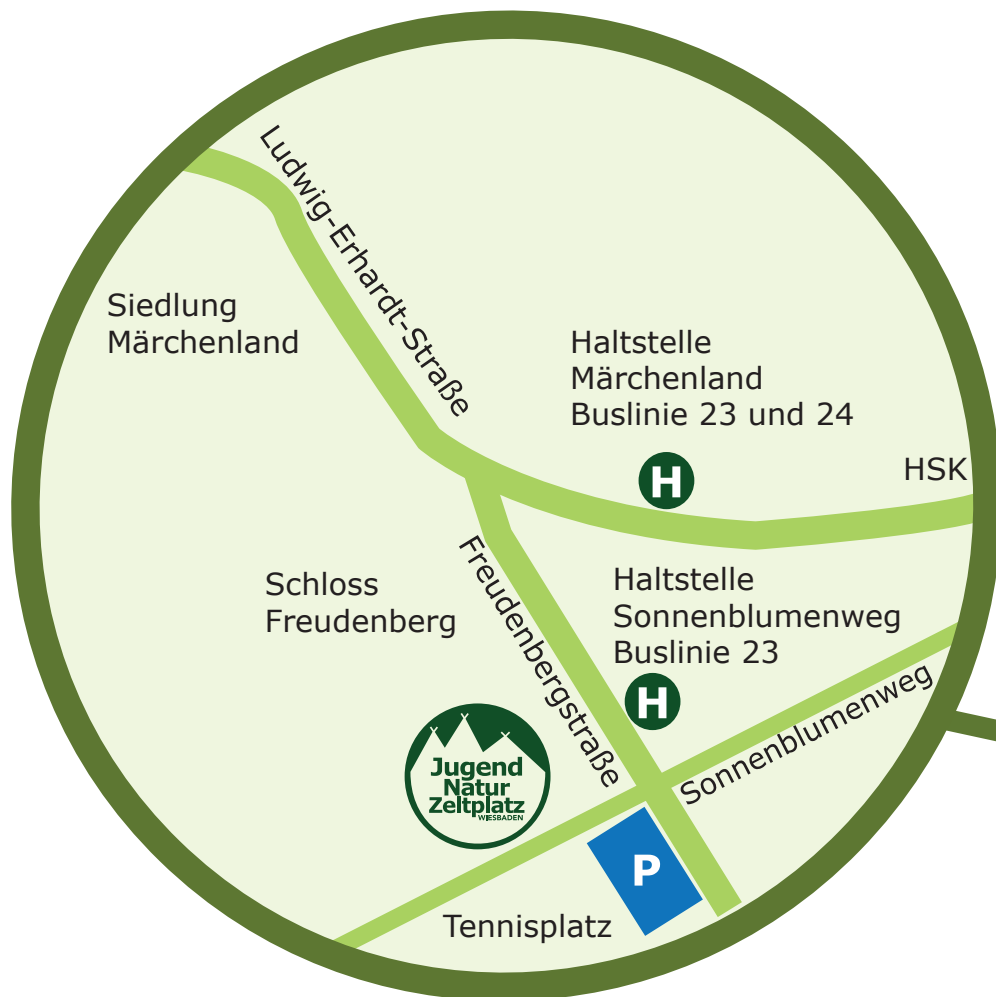 Ludwig-Erhardt-Straße
Siedlung
Märchenland
Haltstelle
Märchenland
Buslinie 23 und 24
H
HSK
Schloss
Freudenberg
Freudenbergstraße
Haltstelle
Sonnenblumenweg
Buslinie 23
H
Sonnenblumenweg
Jugend
Natur
Zeltplatz
WIESBADEN
P
Tennisplatz